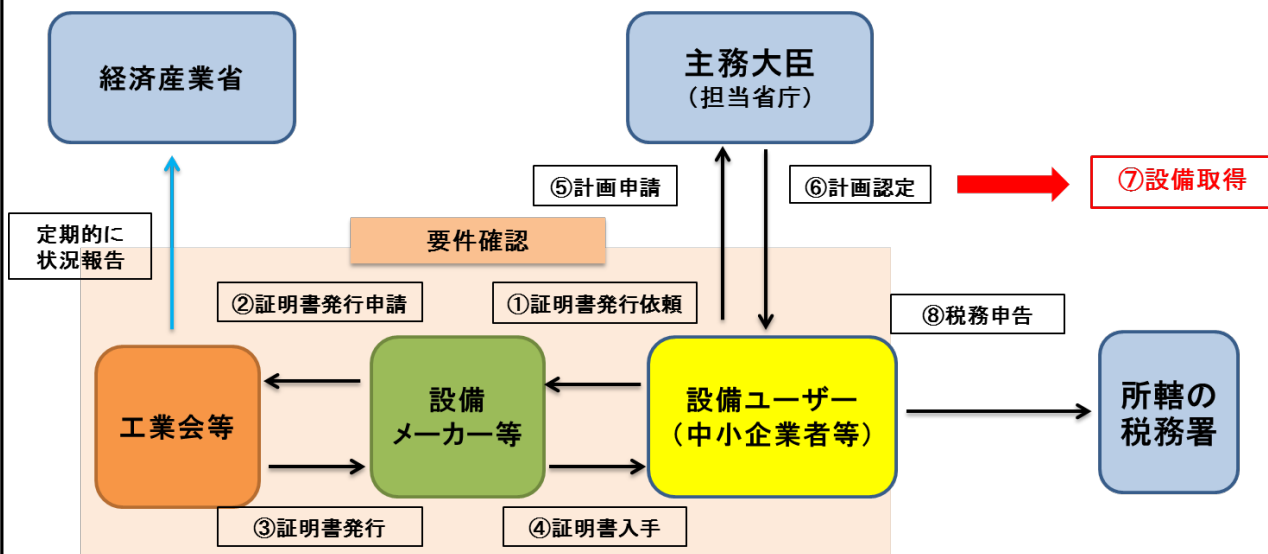 経済産業省
主務大臣
（担当省庁）
⑤計画申請
⑥計画認定
⑦設備取得
定期的に
状況報告
要件確認
②証明書発行申請
①証明書発行依頼
⑧税務申告
工業会等
設備
メーカー等
設備ユーザー
（中小企業者等）
所轄の
税務署
③証明書発行
④証明書入手